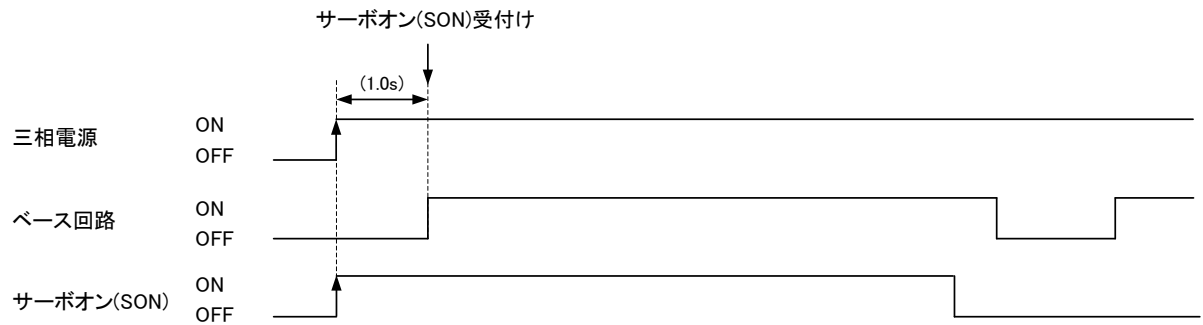 サーボオン(SON)受付け
(1.0s)
三相電源
ON
OFF
ベース回路
ON
OFF
サーボオン(SON)
ON
OFF